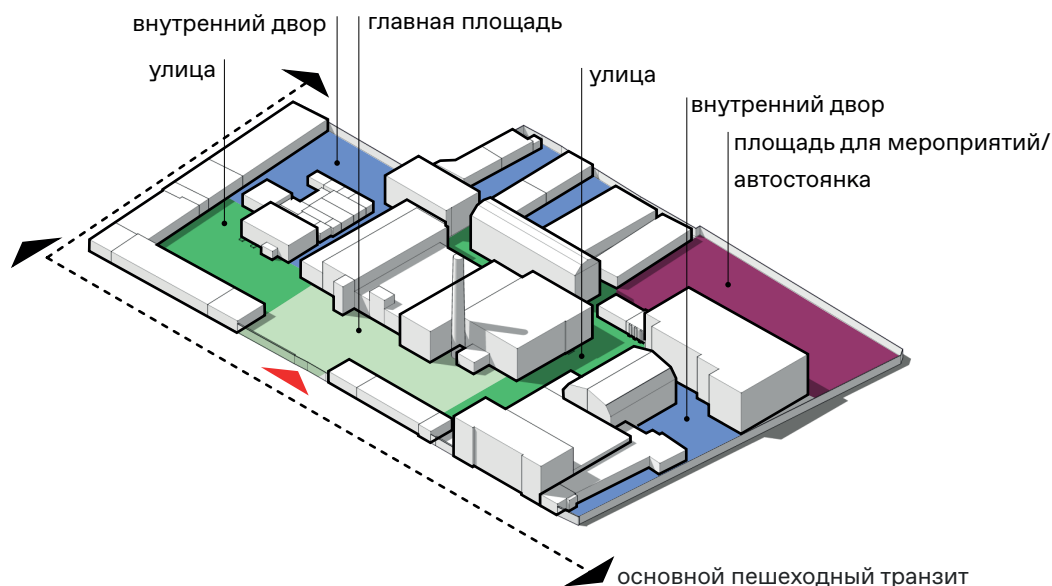 внутренний двор
главная площадь
улица
улица
внутренний двор
площадь для мероприятий/
автостоянка
основной пешеходный транзит